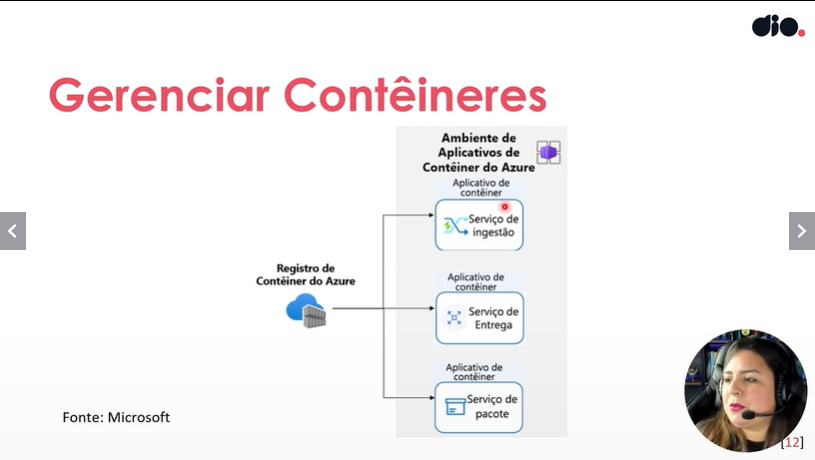 dio.
Gerenciar Contêineres
Ambiente de
Aplicativos de
Contêiner do Azure
Aplicativo de
contêiner
Serviço de
ingestão
Registro de
Contêiner do Azure
Aplicativo de
contêiner
Serviço de
Entrega
Aplicativo de
contêiner
Serviço de
pacote
Fonte: Microsoft
[12]